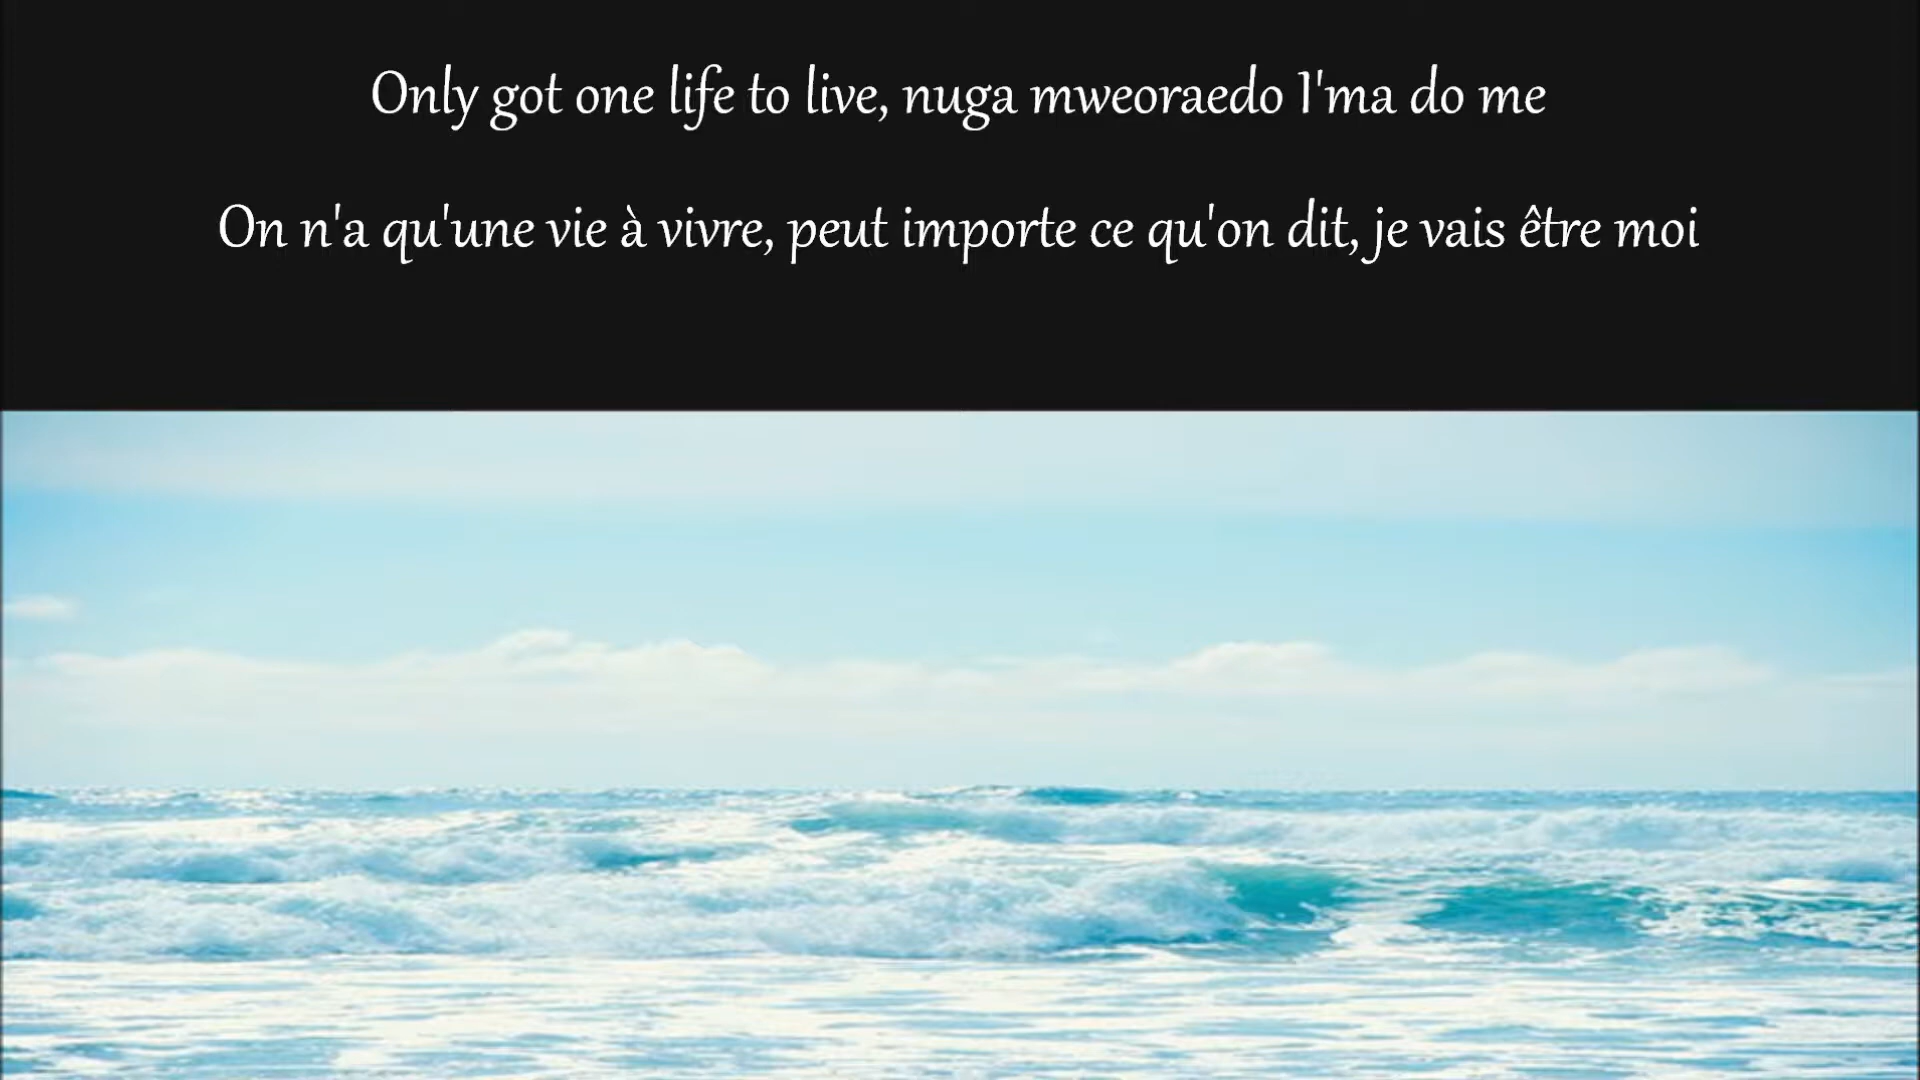 Only got one life to live, nuga mweoraedo I'ma do me
On n'a qu'une vie à vivre, peut importe ce qu'on dit, je vais être moi